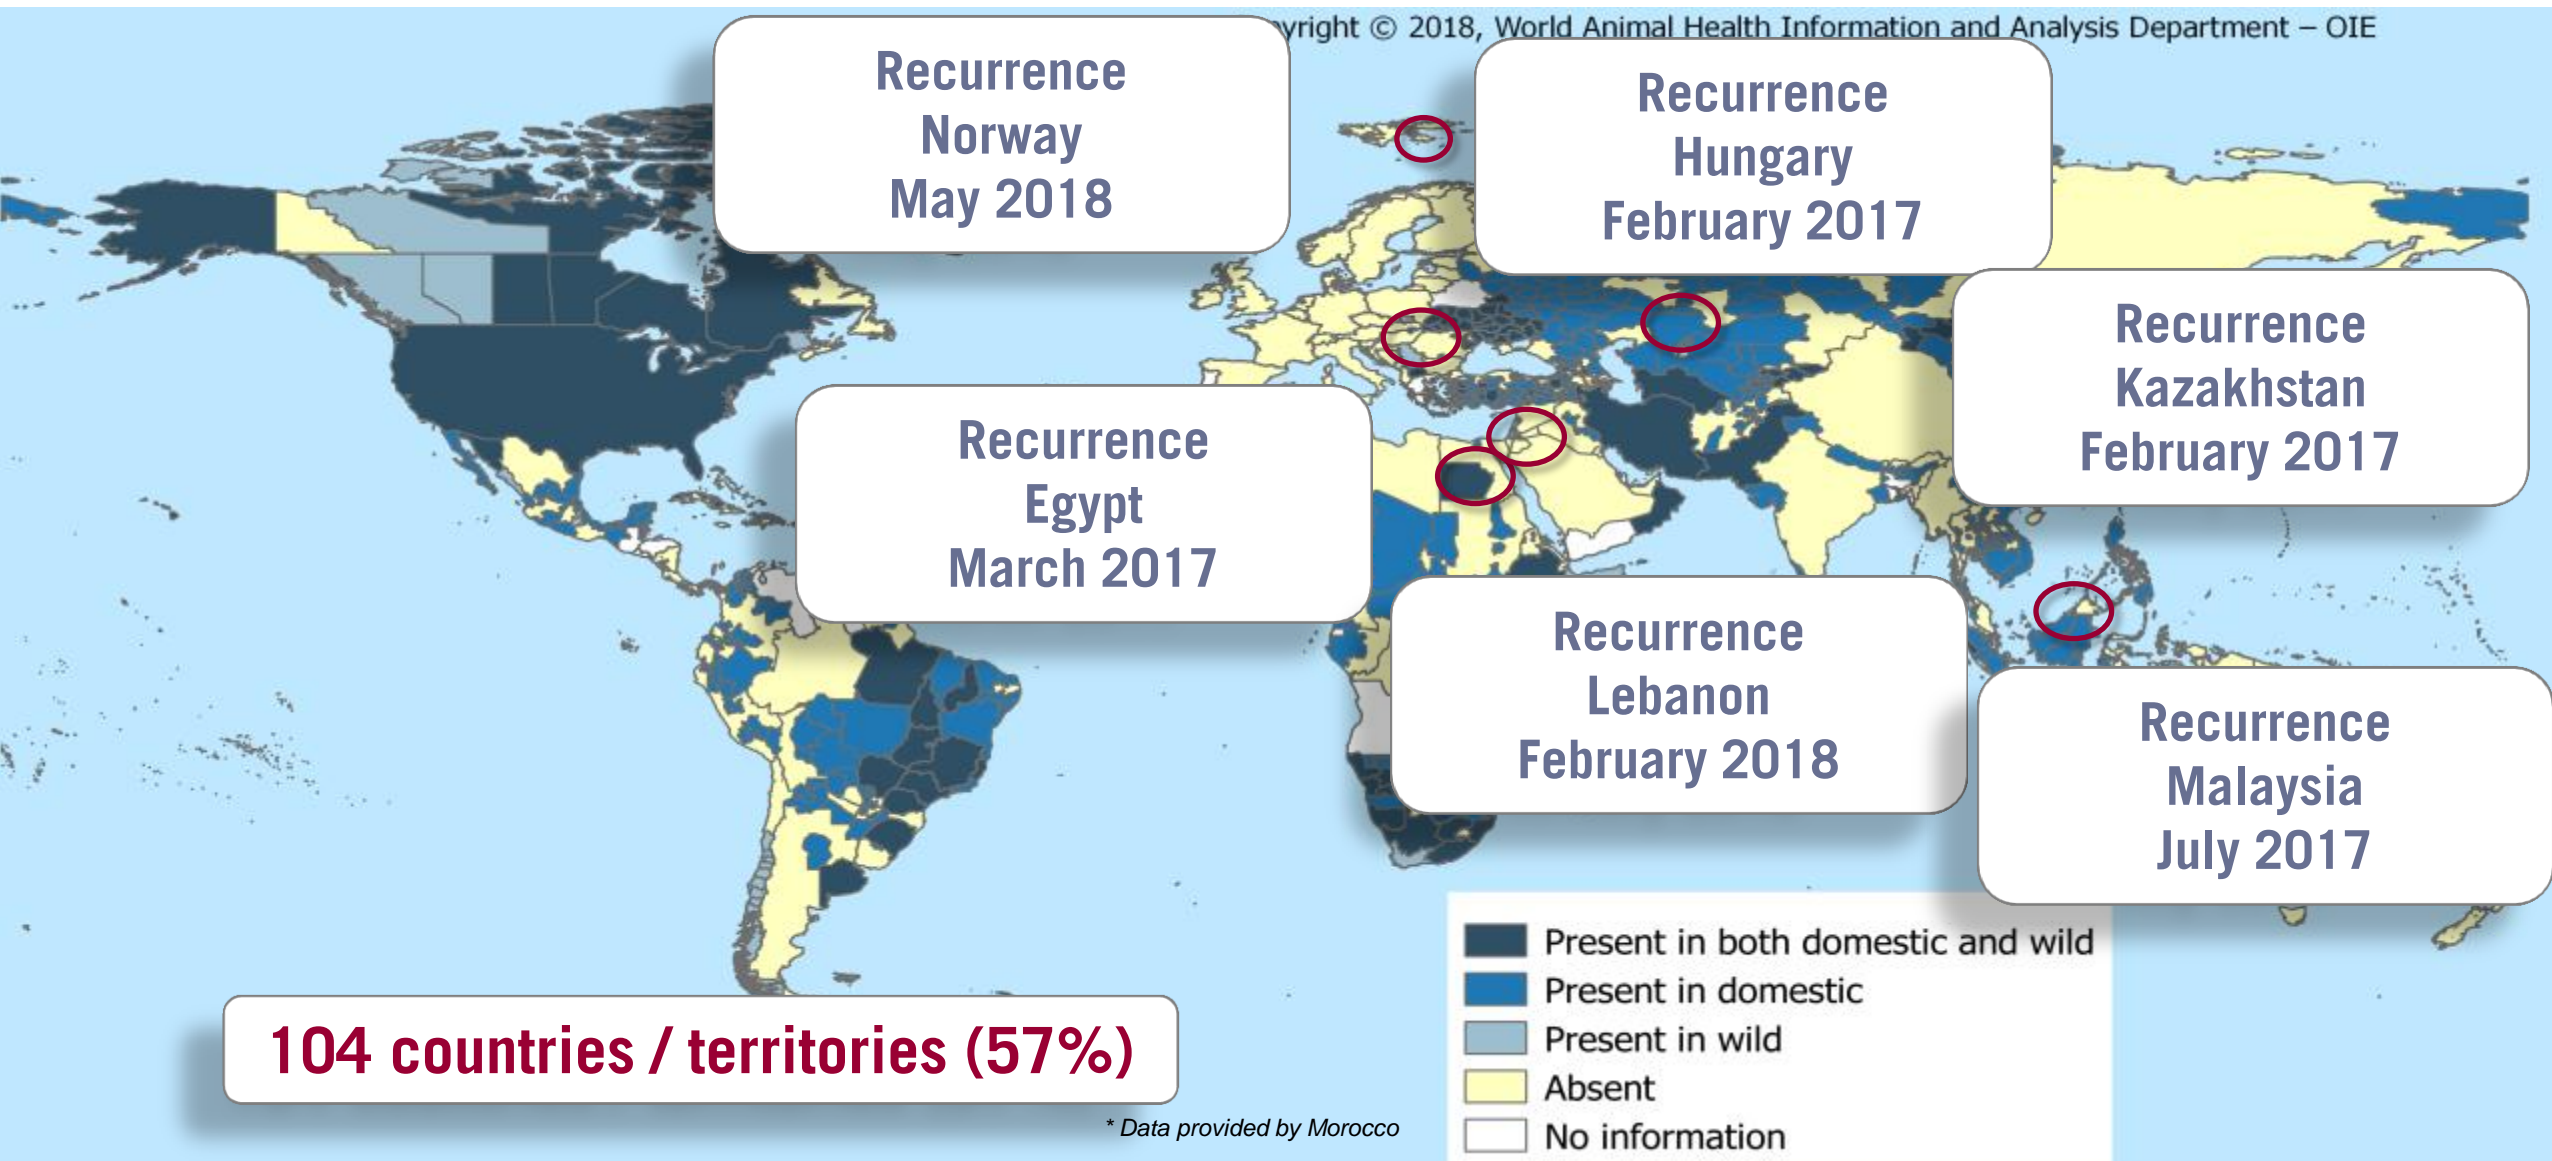 2018, World Animal Health Information and Analysis Department – OIE
Recurrence
Norway
May 2018
Recurrence
Hungary
February 2017
Recurrence
Kazakhstan
February 2017
Recurrence
Egypt
March 2017
Recurrence
Lebanon
February 2018
Recurrence
Malaysia
July 2017
Present in both domestic and wild
Present in domestic
Present in wild
Absent
No information
104 countries / territories (57%)
* Data provided by Morocco